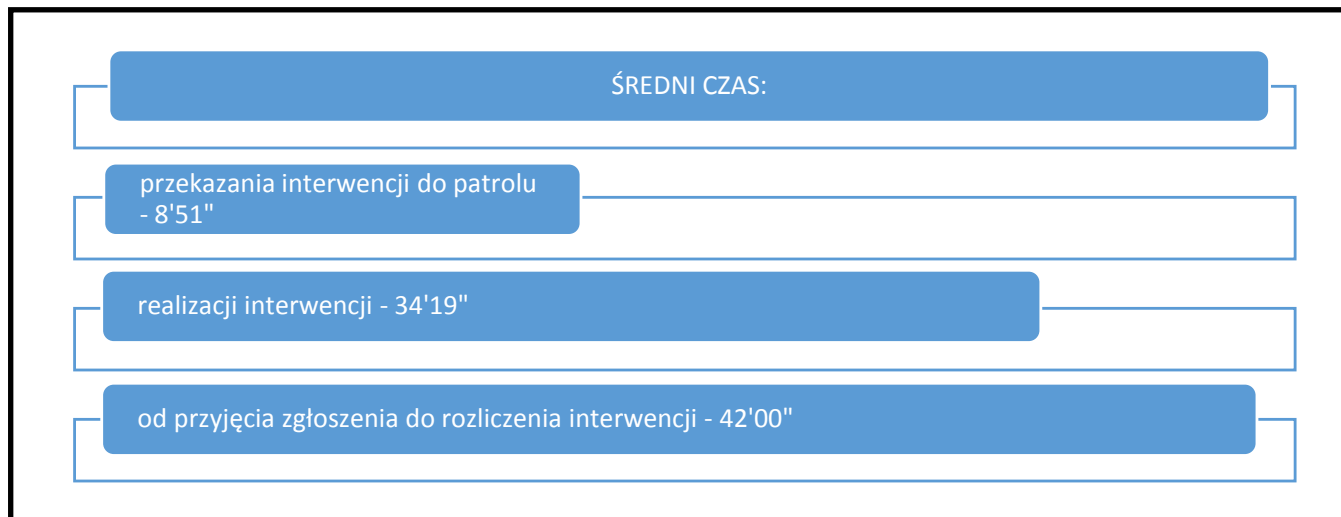 ŚREDNI CZAS:
przekazania interwencji do patrolu
- 8'51"
realizacji interwencji - 34'19"
od przyjęcia zgłoszenia do rozliczenia interwencji - 42'00"